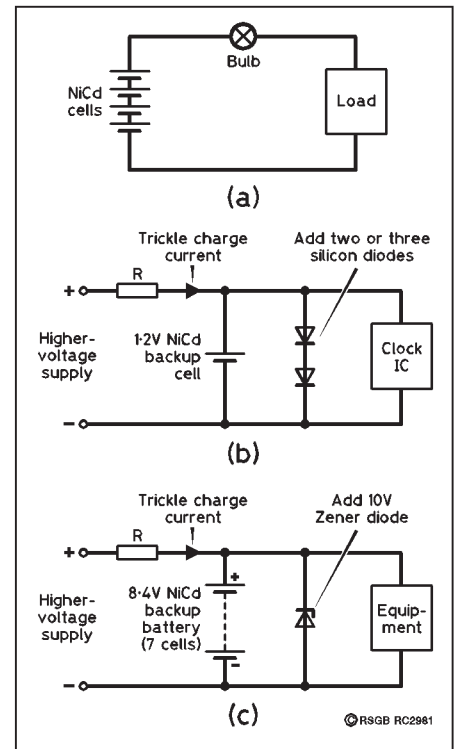 Bulb
NiCd
cells
Load
(a)
Trickle charge
current
Add two or three
silicon diodes
R
+
Higher-
voltage
supply
1·2V NiCd
backup
cell
Clock
IC
–
(b)
Trickle charge
current
Add 10V
Zener diode
R
+
+
Higher-
voltage
supply
8·4V NiCd
backup
battery
(7 cells)
Equip-
ment
–
–
(c)
© RSGB RC2981